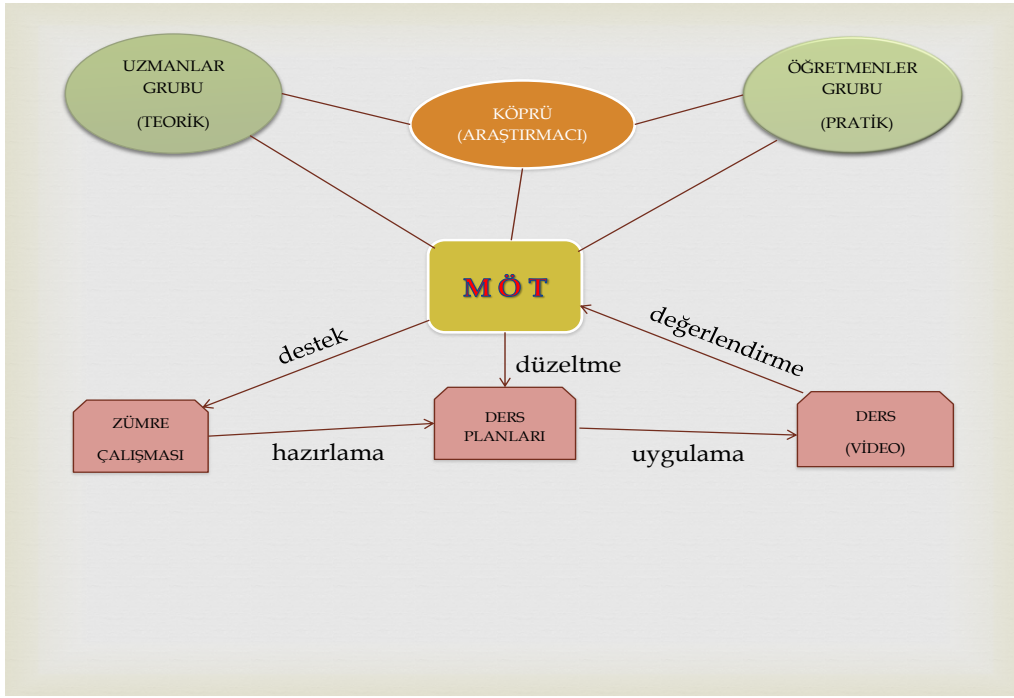 UZMANLAR
GRUBU
(TEORİK)
KÖPRÜ
(ARAŞTIRMACI)
ÖĞRETMENLER
GRUBU
(PRATİK)
M Ö T
destek
düzeltme
değerlendirme
ZÜMRE
ÇALIŞMASI
hazırlama
DERS
PLANLARI
uygulama
DERS
(VİDEO)